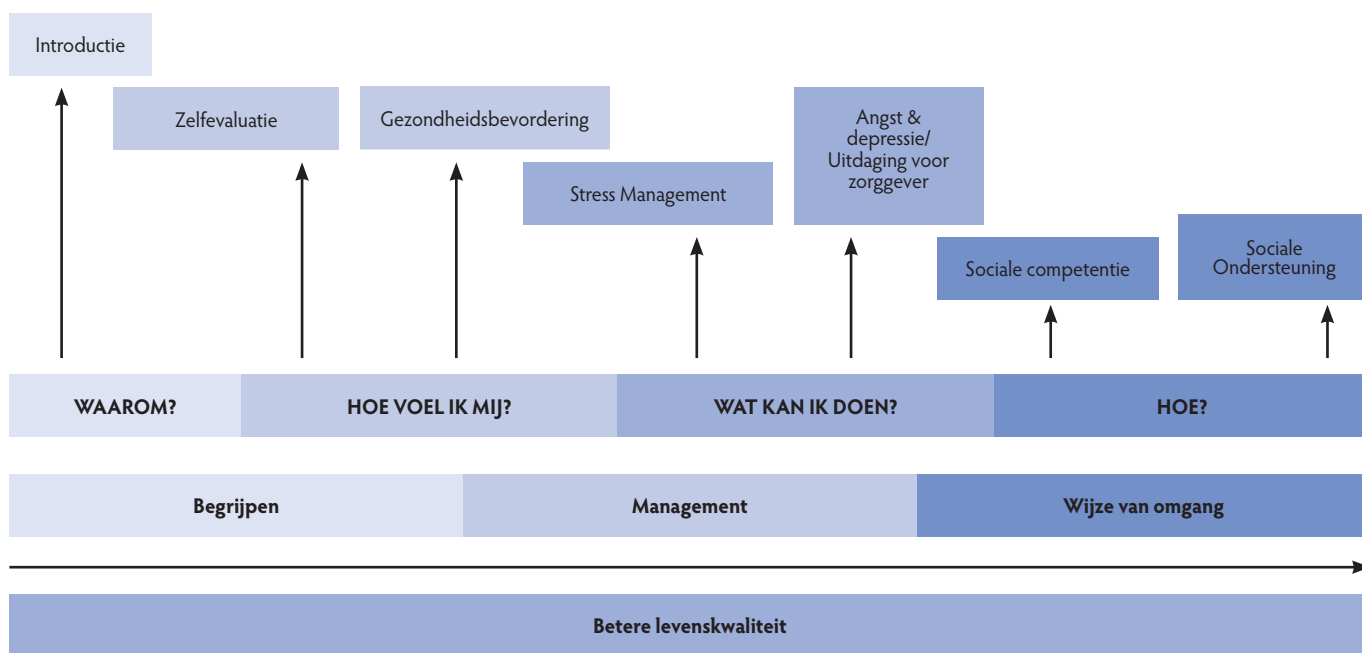 Introductie
Zelfevaluatie
Gezondheidsbevordering
Stress Management
Angst &
depressie/
Uitdaging voor
zorggever
Sociale competentie
Sociale
Ondersteuning
WAAROM?
HOE VOEL IK MIJ?
WAT KAN IK DOEN?
HOE?
Begrijpen
Management
Wijze van omgang
Betere levenskwaliteit